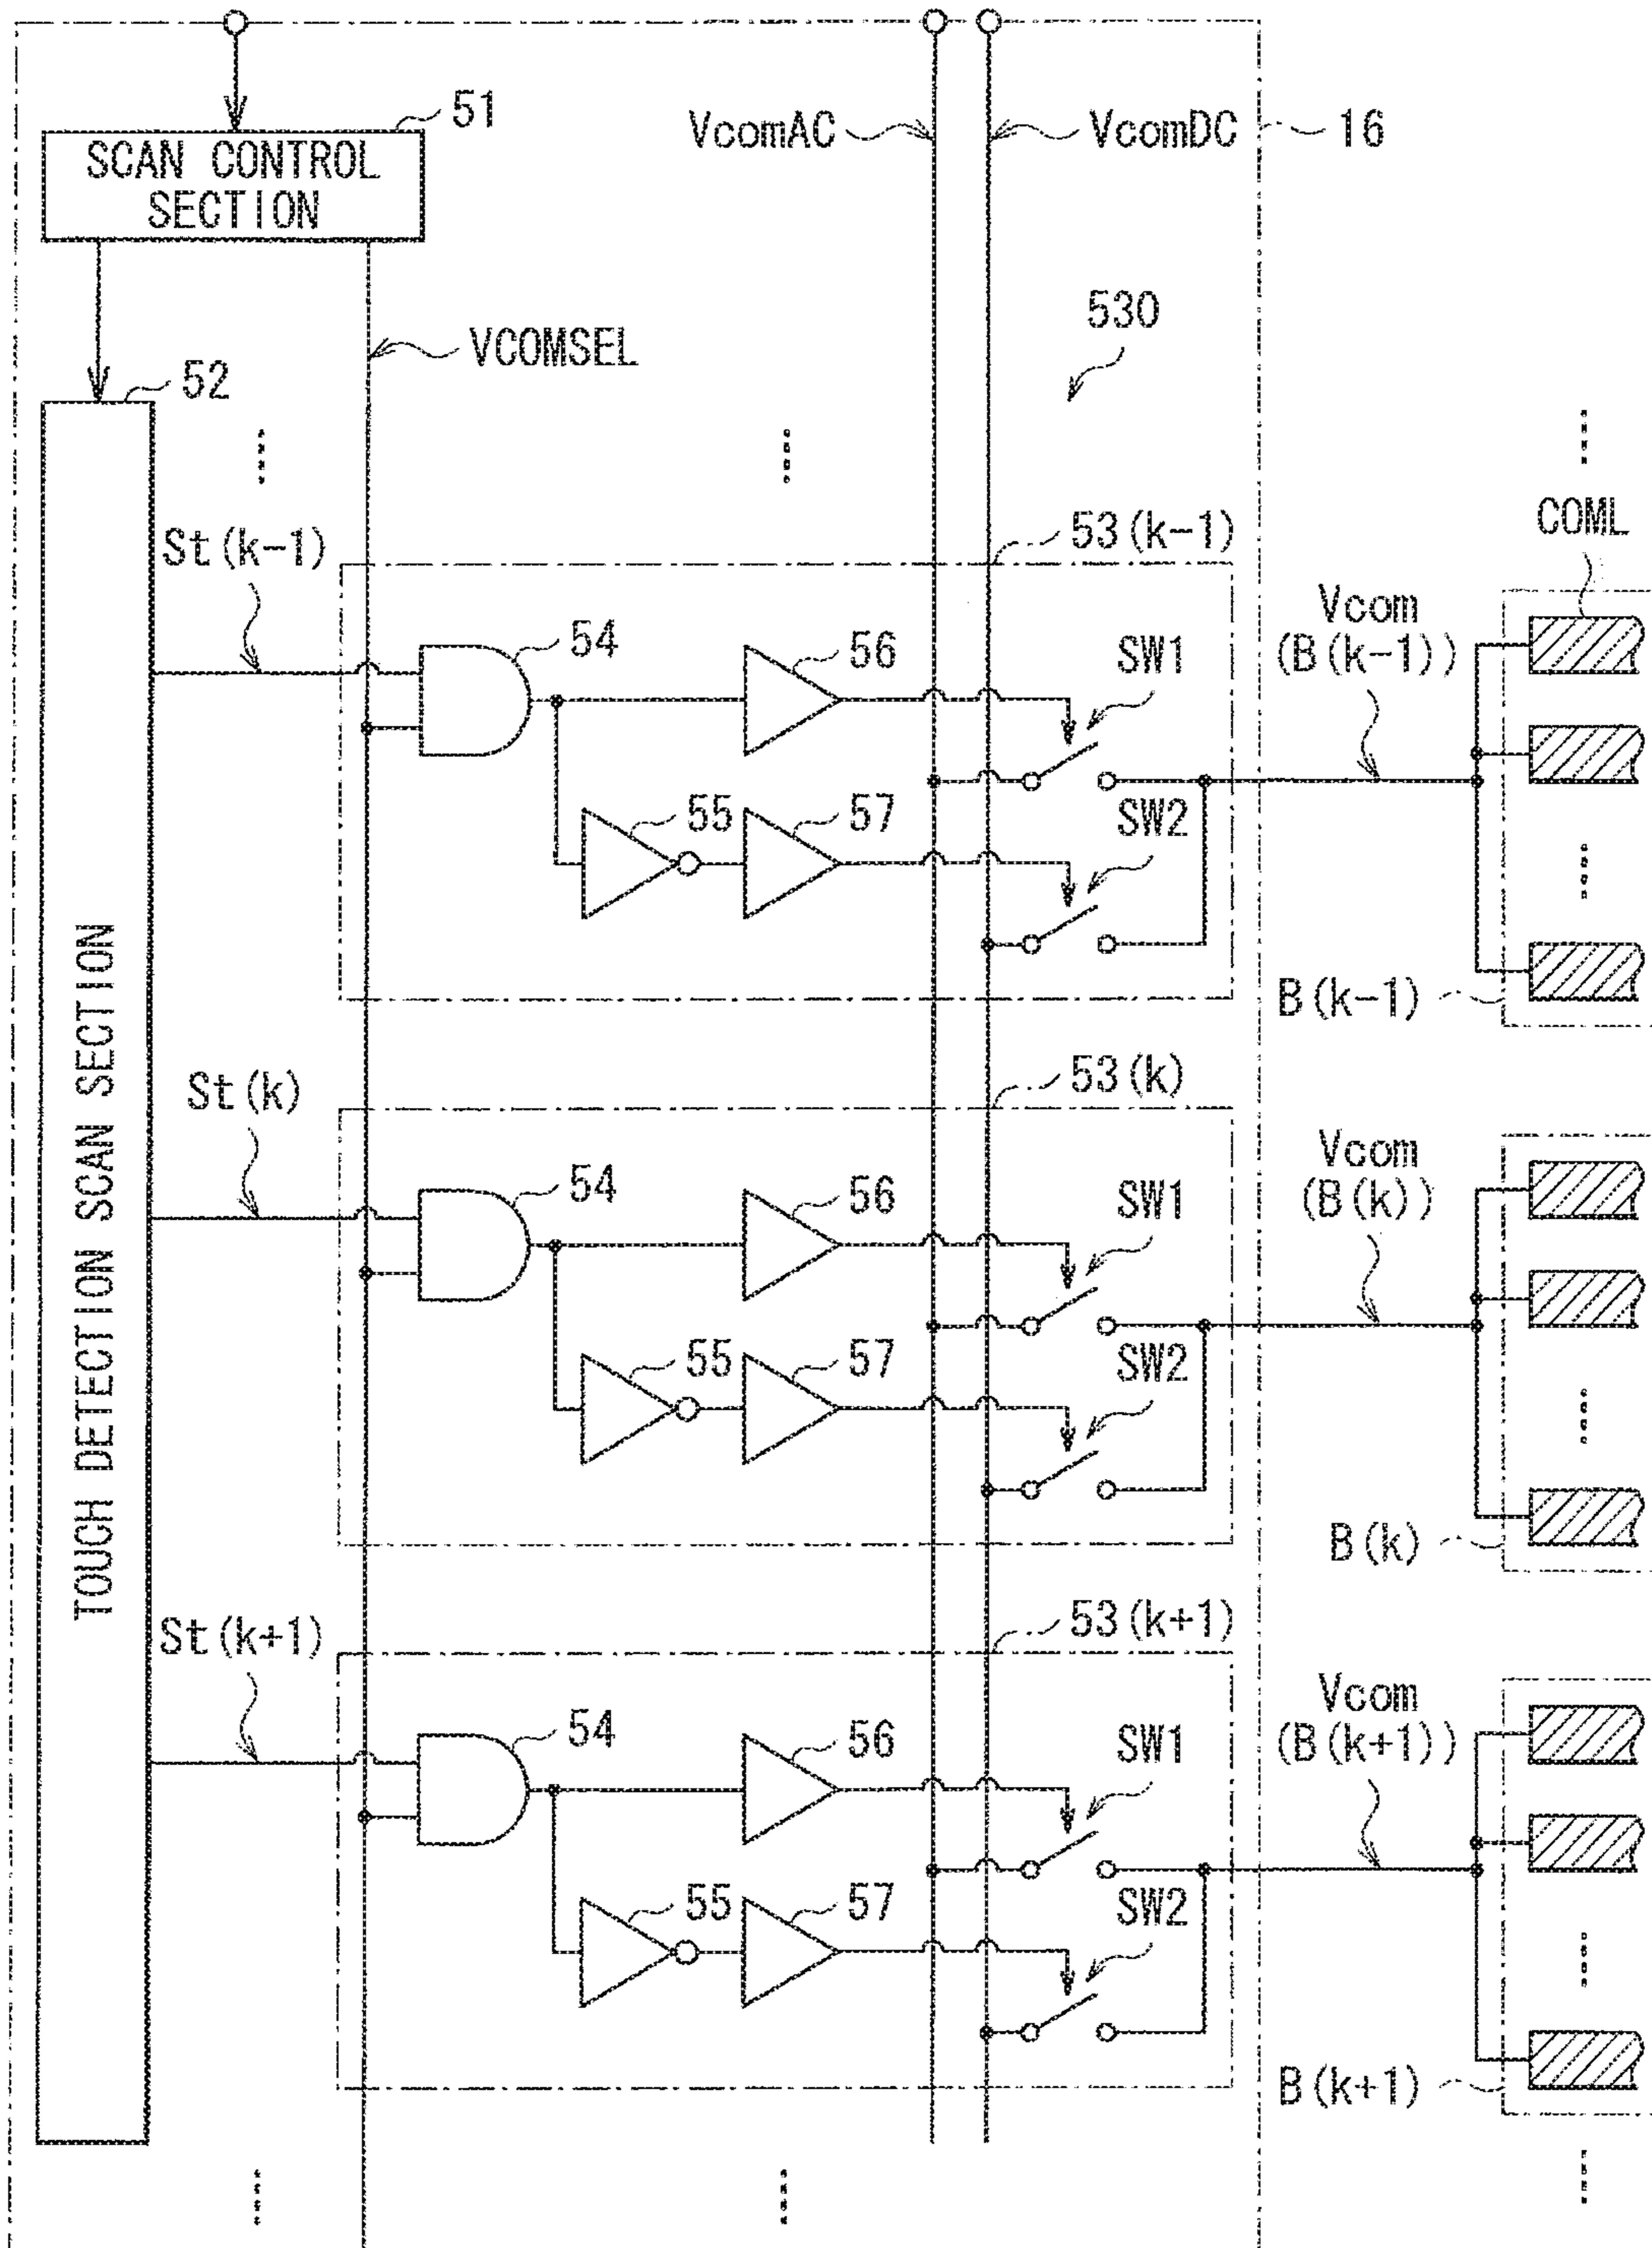 51
SCAN CONTROL
SECTION
VcomAC
VcomDC
16
530
VCOMSEL
52
TOUCH DETECTION SCAN SECTION
COML
St(k-1)
53(k-1)
54
56
SW1
Vcom
(B(k-1))
55
57
SW2
B(k-1)
St(k)
53(k)
54
56
SW1
Vcom
(B(k))
55
57
SW2
B(k)
St(k+1)
53(k+1)
54
56
SW1
Vcom
(B(k+1))
55
57
SW2
B(k+1)